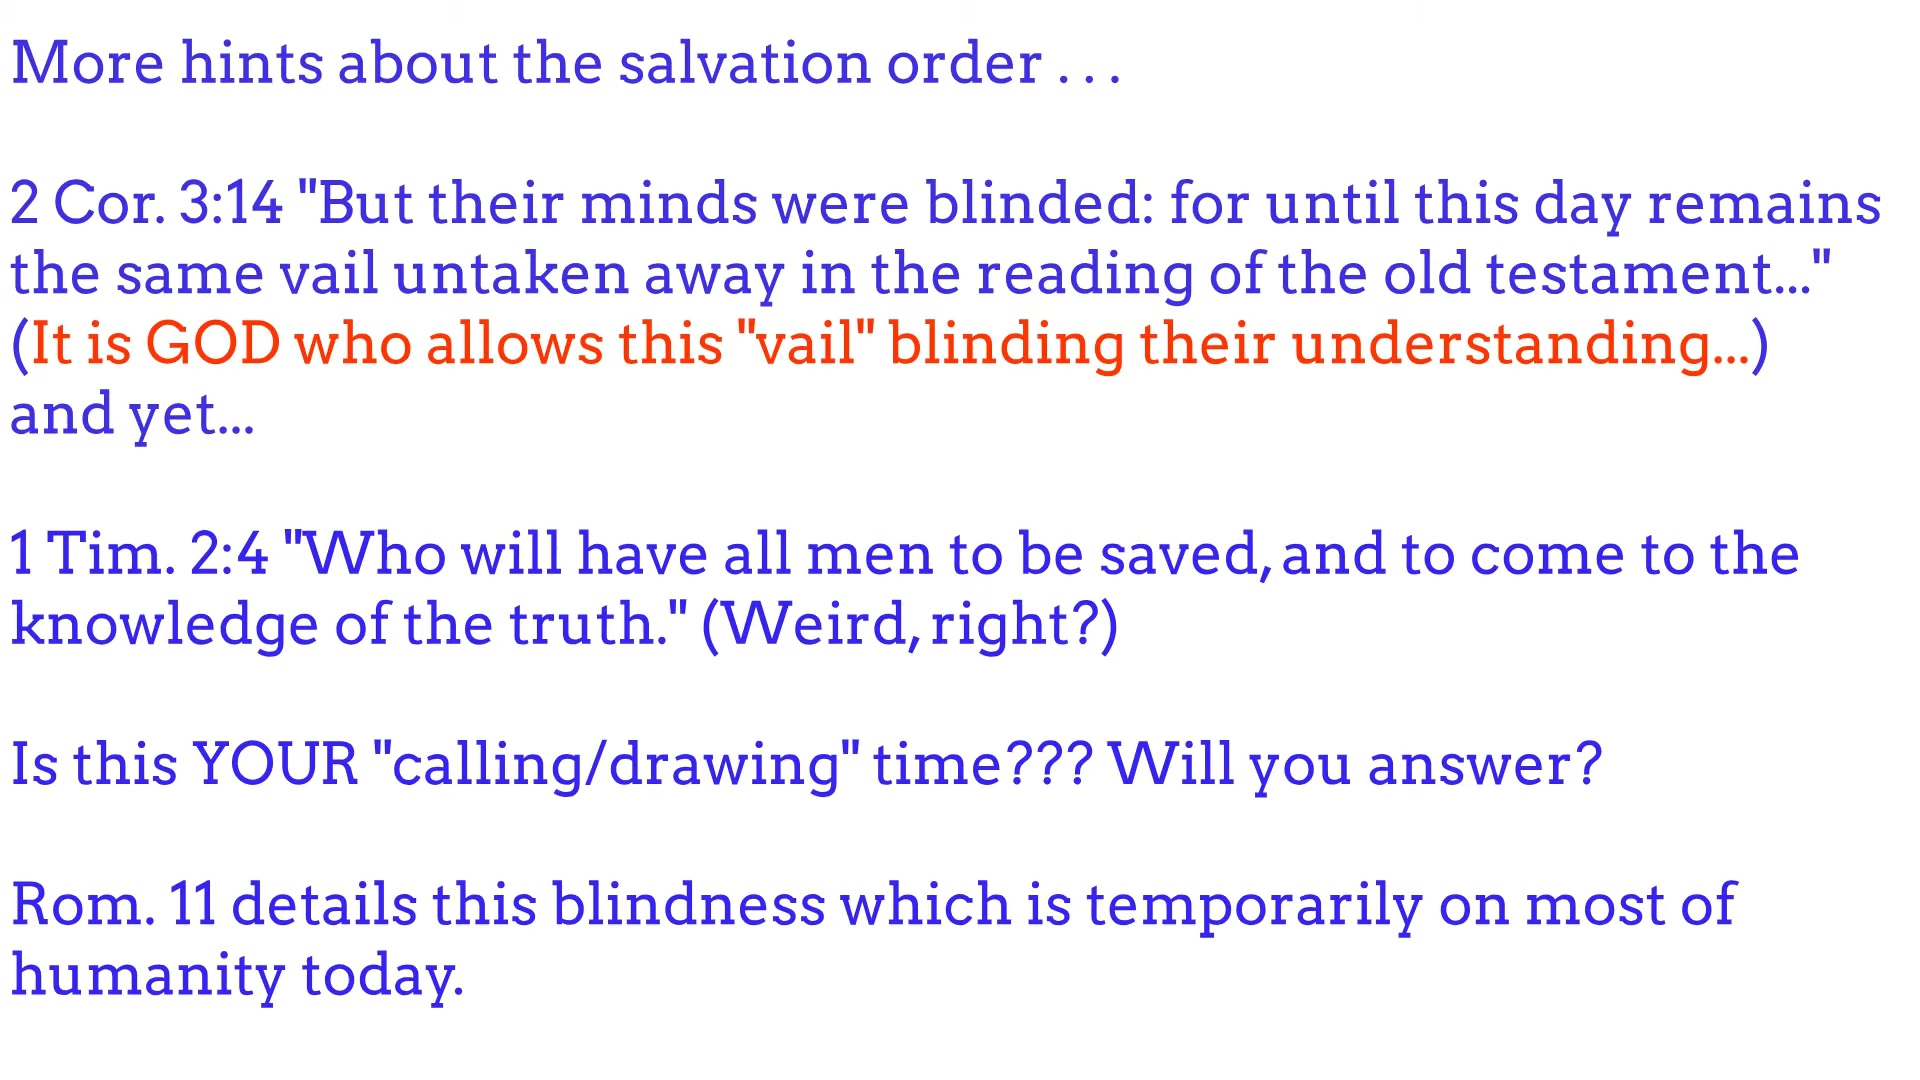 More hints about the salvation order . . .
2 Cor. 3:14 "But their minds were blinded: for until this day remains
the same vail untaken away in the reading of the old testament..."
(It is GOD who allows this "vail" blinding their understanding...)
and yet...
1 Tim. 2:4 "Who will have all men to be saved, and to come to the
knowledge of the truth." (Weird, right?)
Is this YOUR "calling/drawing" time??? Will you answer?
Rom. 11 details this blindness which is temporarily on most of
humanity today.